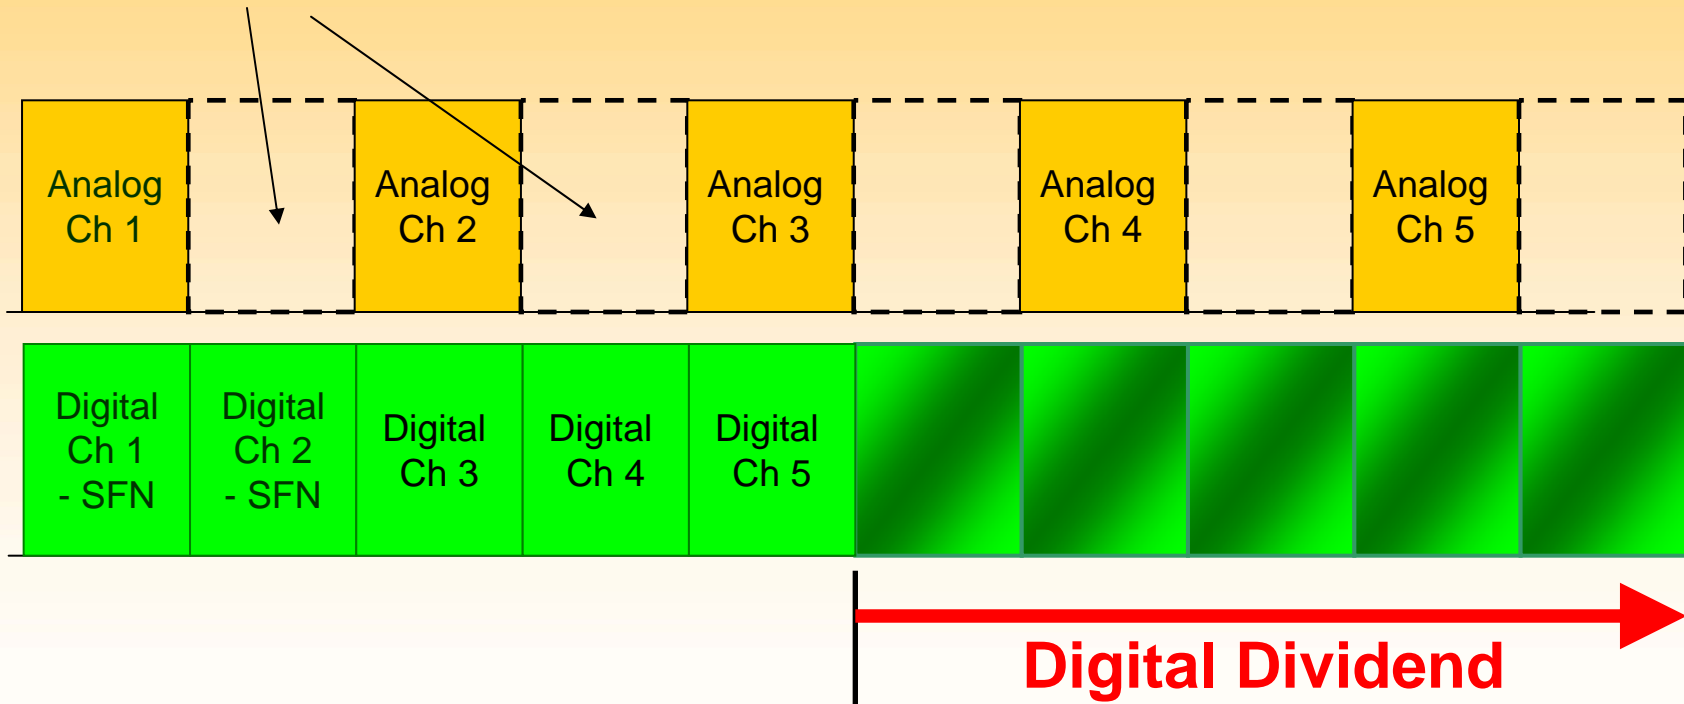 Analog
Ch 1
Analog
Ch 2
Analog
Ch 3
Analog
Ch 4
Analog
Ch 5
Digital
Ch 1
- SFN
Digital
Ch 2
- SFN
Digital
Ch 3
Digital
Ch 4
Digital
Ch 5
Digital Dividend